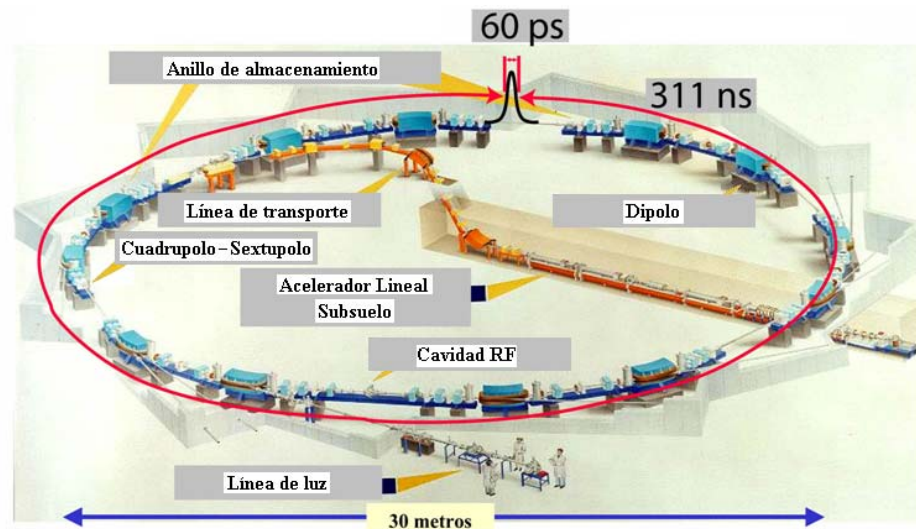 60 ps
Anillo de almacenamiento
311 ns
Línea de transporte
Dipolo
Cuadrupolo – Sextupolo
Acelerador Lineal
Subsuelo
Cavidad RF
Línea de luz
30 metros